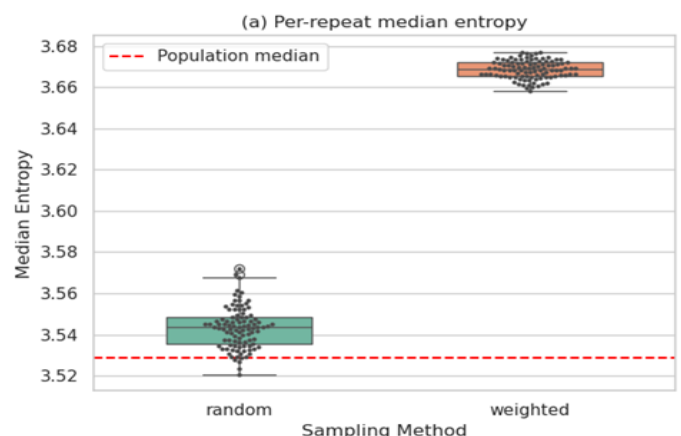 (a) Per-repeat median entropy
Population median
3.68
3.66
3.64
3.62
3.60
3.58
3.56
3.54
3.52
Median Entropy
random
weighted
Sampling Method